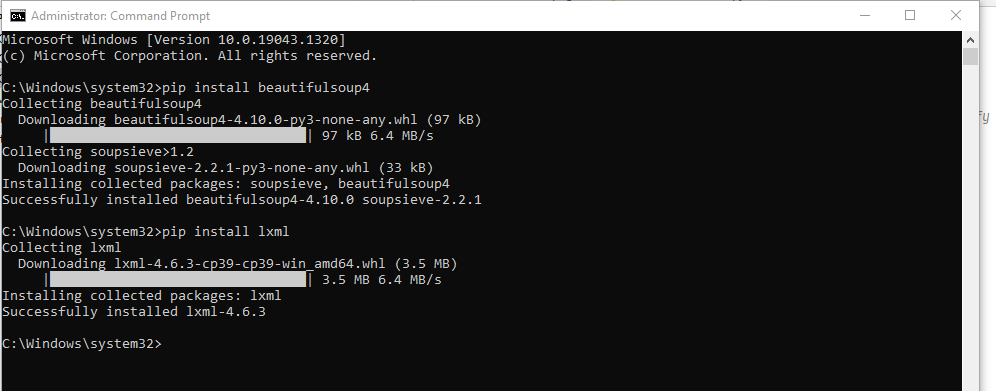 Administrator: Command Prompt
Microsoft Windows [Version 10.0.19043.1320]
(c) Microsoft Corporation. All rights reserved.
C:\Windows\system32>pip install beautifulsoup4
Collecting beautifulsoup4
  Downloading beautifulsoup4-4.10.0-py3-none-any.whl (97 kB)
     |████████████████████████████████| 97 kB 6.4 MB/s
Collecting soupsieve>1.2
  Downloading soupsieve-2.2.1-py3-none-any.whl (33 kB)
Installing collected packages: soupsieve, beautifulsoup4
Successfully installed beautifulsoup4-4.10.0 soupsieve-2.2.1
C:\Windows\system32>pip install lxml
Collecting lxml
  Downloading lxml-4.6.3-cp39-cp39-win_amd64.whl (3.5 MB)
     |████████████████████████████████| 3.5 MB 6.4 MB/s
Installing collected packages: lxml
Successfully installed lxml-4.6.3
C:\Windows\system32>